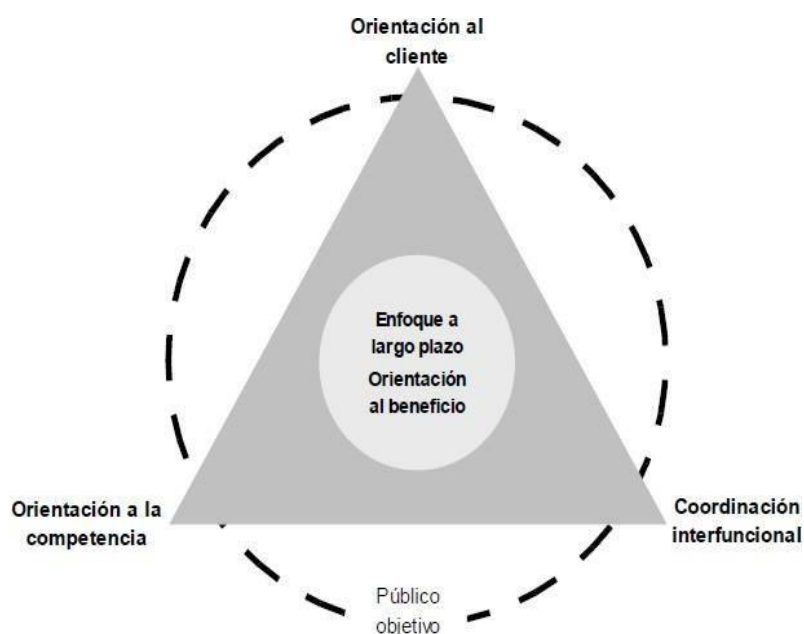 Orientación al
cliente
Enfoque a
largo plazo
Orientación
al beneficio
Orientación a la
competencia
Coordinación
interfuncional
Público
objetivo